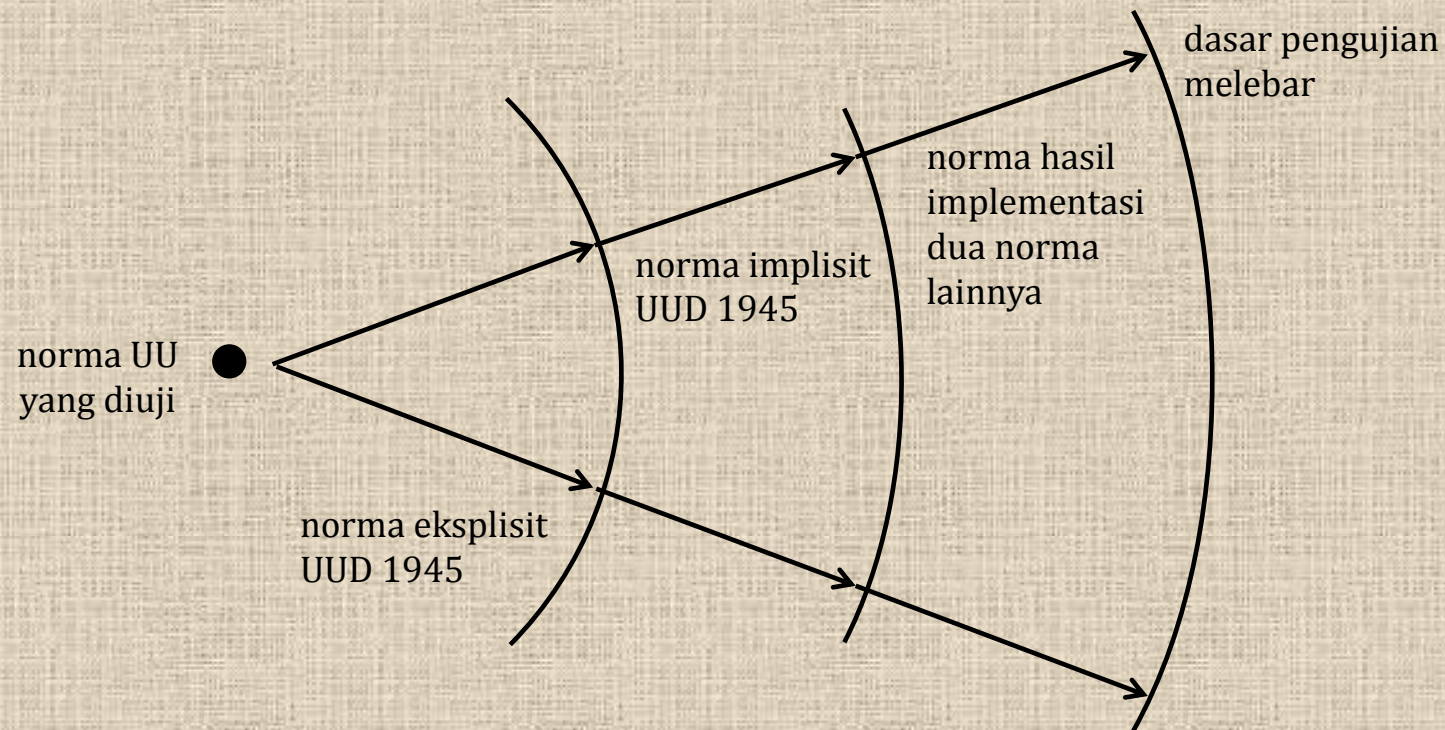 dasar pengujian
melebar
norma hasil
implementasi
dua norma
lainnya
norma implisit
UUD 1945
norma UU
yang diuji
norma eksplisit
UUD 1945